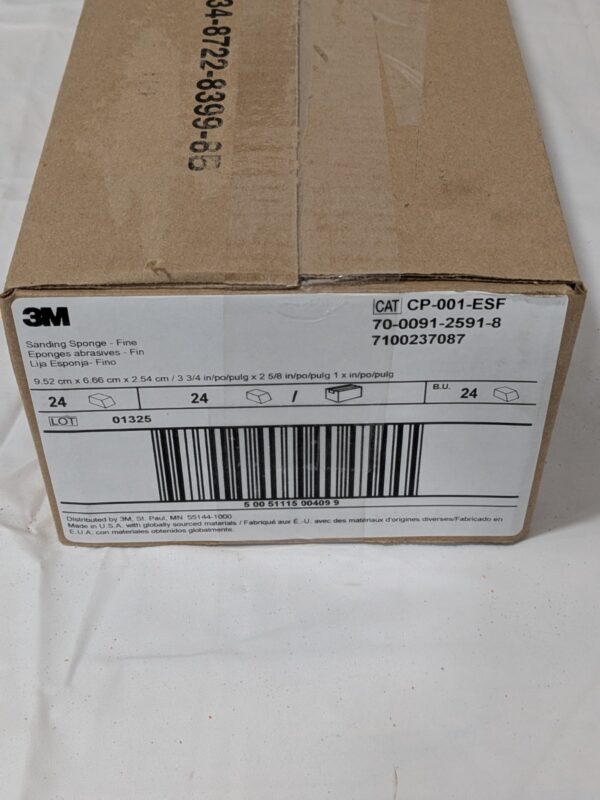 34-8722-8399-85
3M
CAT CP-001-ESF
70-0091-2591-8
7100237087
Sanding Sponge - Fine
Eponges abrasives - Fin
Lija Esponja- Fino
9.52 cm x 6.66 cm x 2.54 cm / 3 3/4 in/po/pulg x 2 5/8 in/po/pulg 1 x in/po/pulg
24 24 / B.U. 24
LOT 01325
5 00 51115 00409 9
Distributed by 3M, St. Paul, MN 55144-1000
Made in U.S.A. with globally sourced materials / Fabriqué aux É.-U. avec des matériaux d'origines diverses/Fabricado en
E.U.A. con materiales obtenidos globalmente.